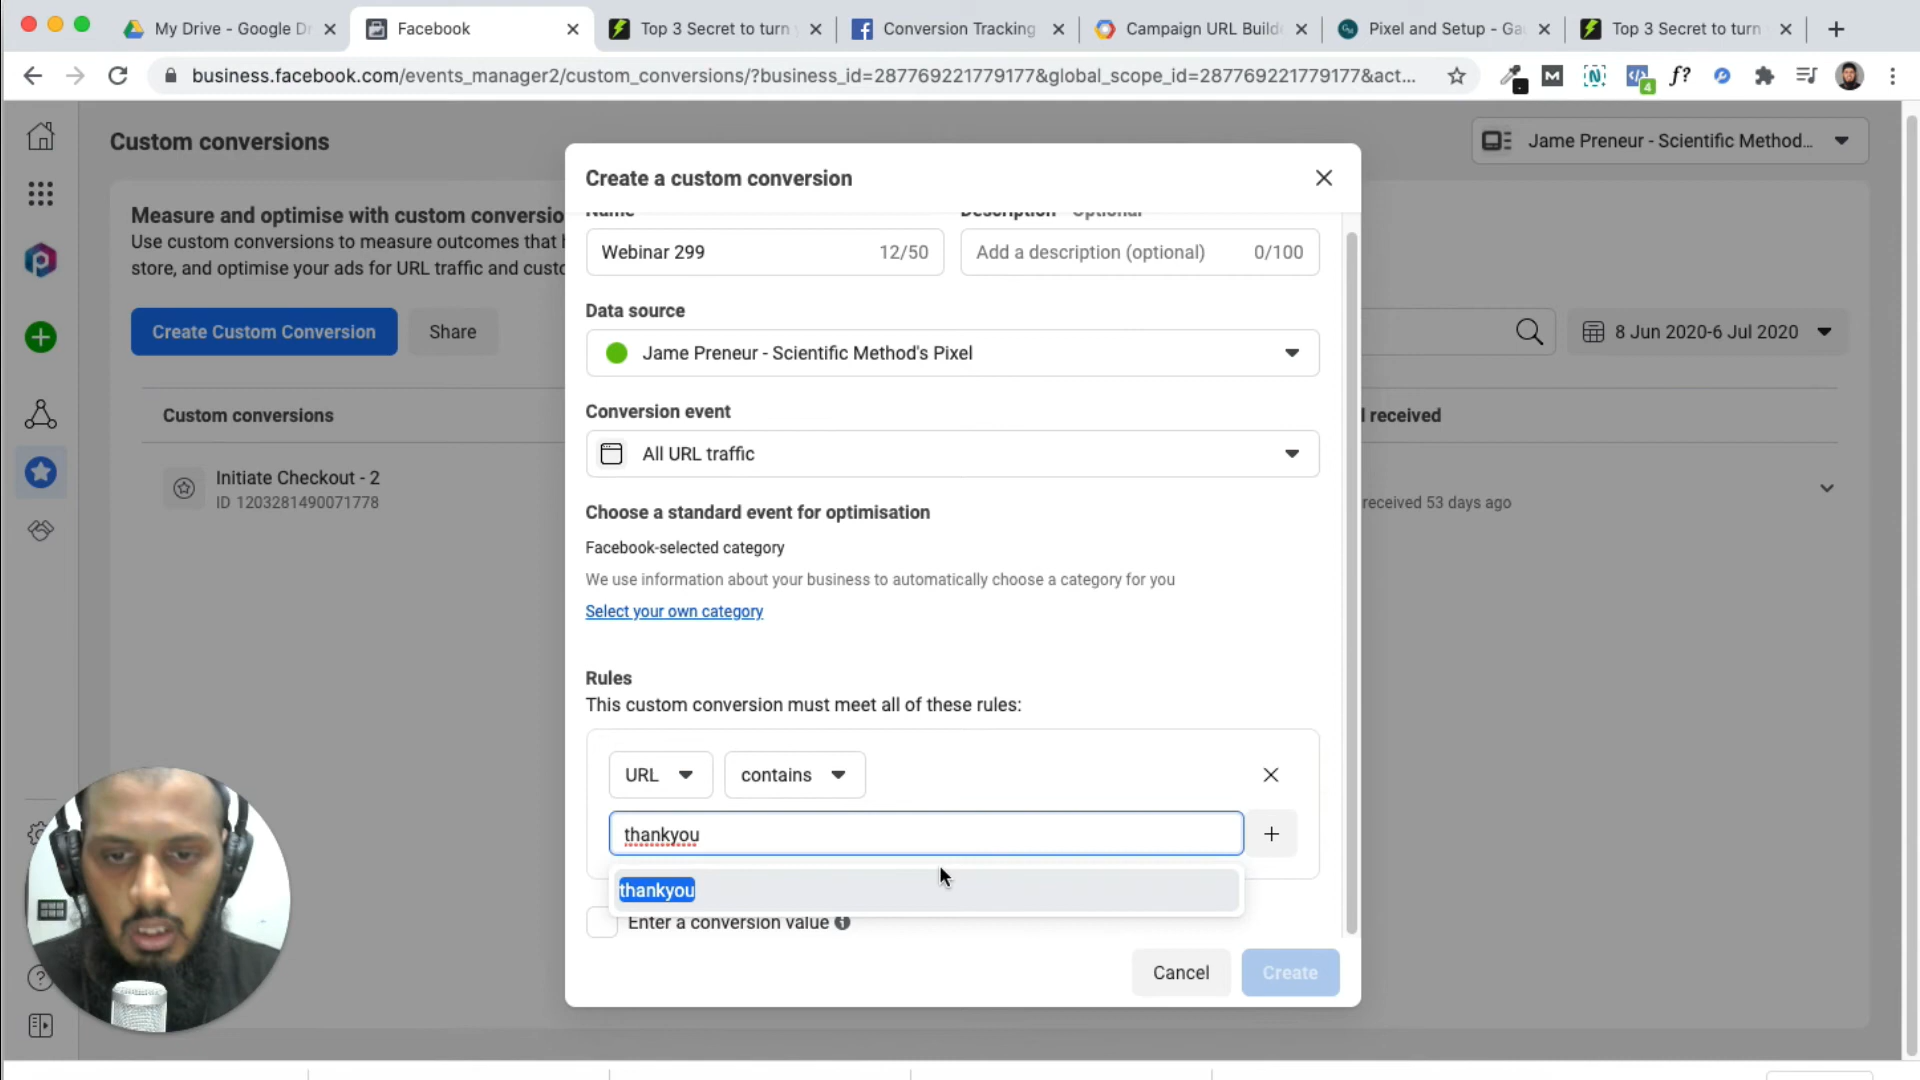 My Drive - Google Dr
Facebook
Top 3 Secret to turn
Conversion Tracking
Campaign URL Builde
Pixel and Setup - Ga
Top 3 Secret to turn
business.facebook.com/events_manager2/custom_conversions/?business_id=287769221779177&global_scope_id=287769221779177&act...
M
N
4
f?
Custom conversions
Jame Preneur - Scientific Method...
Create a custom conversion
Measure and optimise with custom conversio
Use custom conversions to measure outcomes that h
store, and optimise your ads for URL traffic and custo
Create Custom Conversion
Share
8 Jun 2020-6 Jul 2020
Custom conversions
l received
Initiate Checkout - 2
ID 1203281490071778
received 53 days ago
Name
Description · Optional
Webinar 299
12/50
Add a description (optional)
0/100
Data source
Jame Preneur - Scientific Method's Pixel
Conversion event
All URL traffic
Choose a standard event for optimisation
Facebook-selected category
We use information about your business to automatically choose a category for you
Select your own category
Rules
This custom conversion must meet all of these rules:
URL
contains
thankyou
thankyou
Enter a conversion value
Cancel
Create